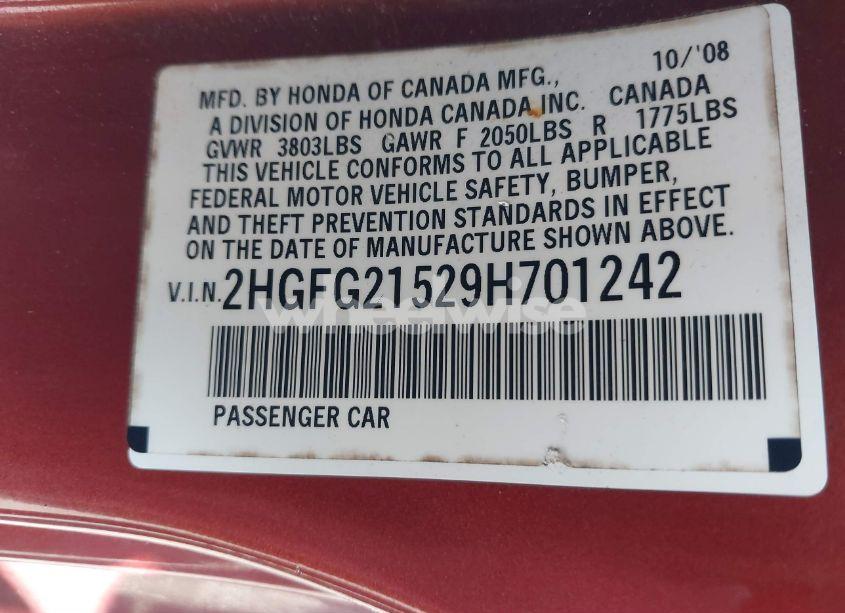 10/'08
MFD. BY HONDA OF CANADA MFG.,
A DIVISION OF HONDA CANADA INC. CANADA
GVWR 3803LBS GAWR F 2050LBS R 1775LBS
THIS VEHICLE CONFORMS TO ALL APPLICABLE
FEDERAL MOTOR VEHICLE SAFETY, BUMPER,
AND THEFT PREVENTION STANDARDS IN EFFECT
ON THE DATE OF MANUFACTURE SHOWN ABOVE.
V.I.N. 2HGFG21529H701242
wheelwise
PASSENGER CAR